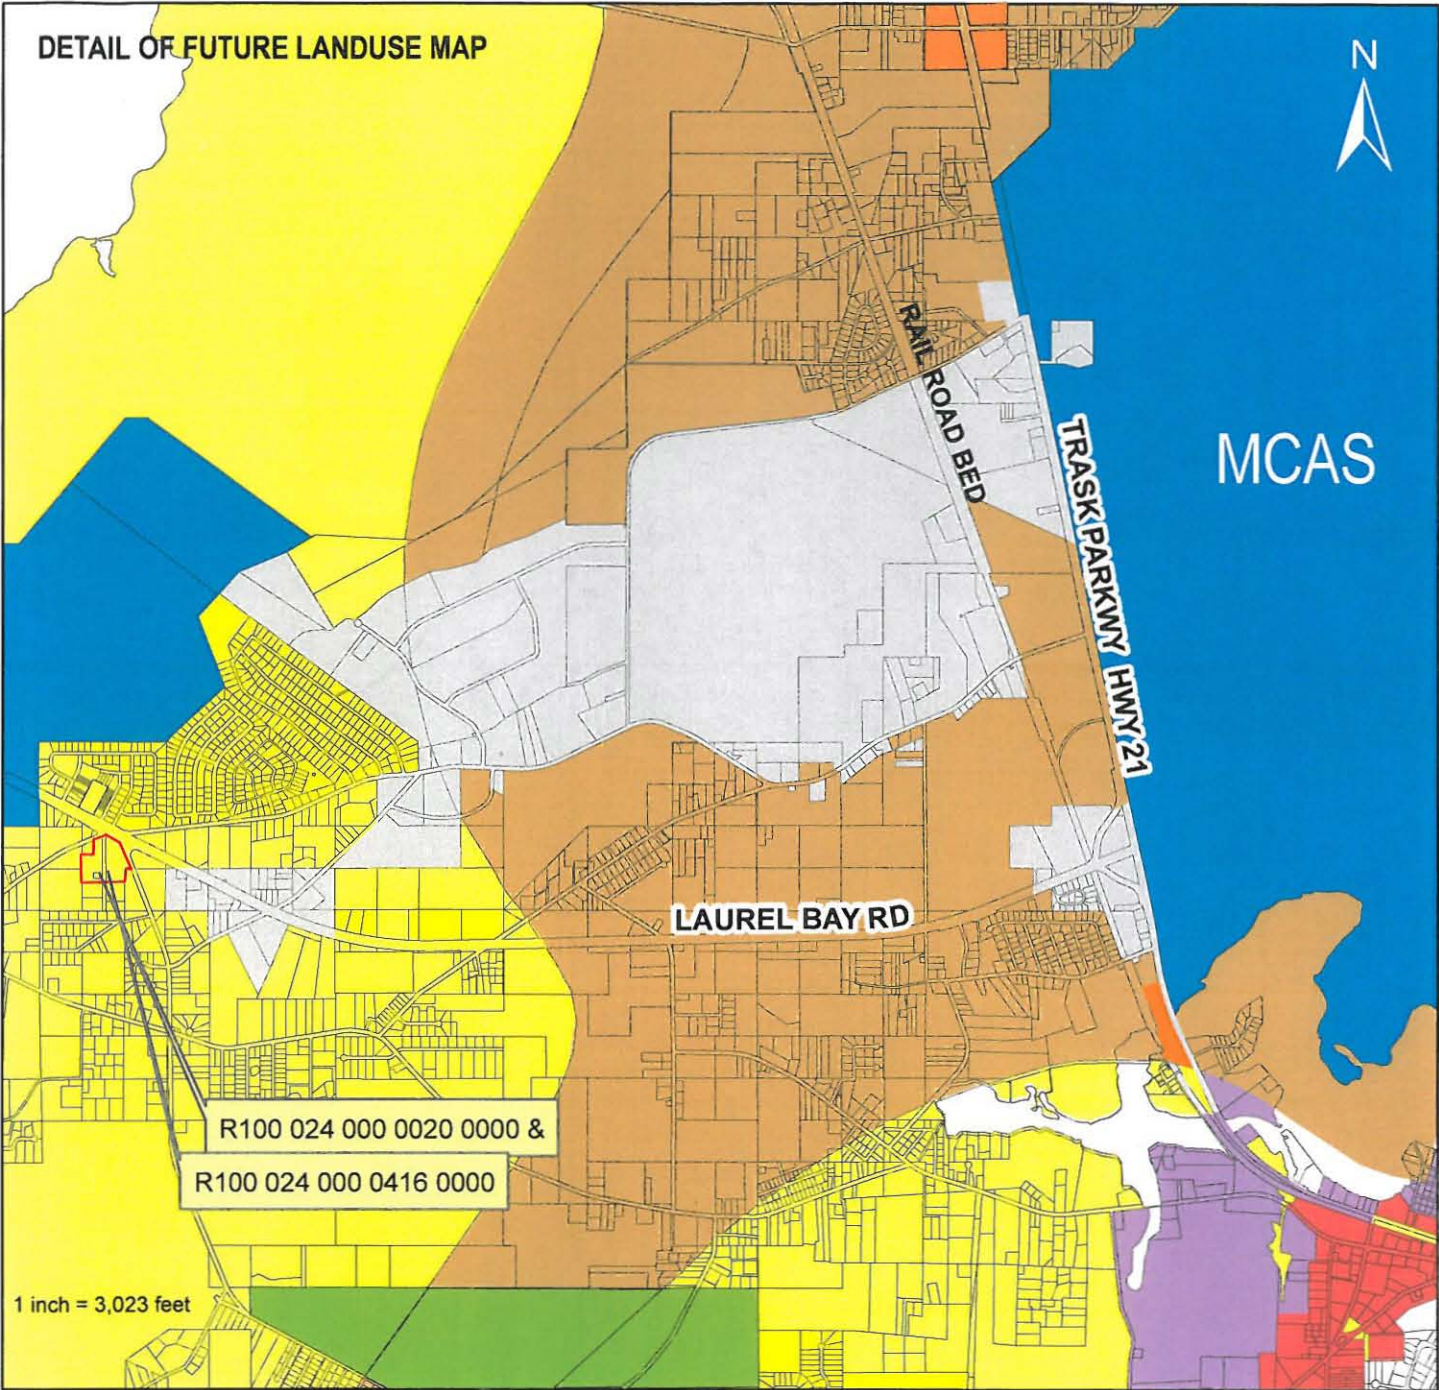 DETAIL OF FUTURE LANDUSE MAP
N
RAIL ROAD BED
MCAS
TRASK PARKWY HWY 21
LAUREL BAY RD
R100 024 000 0020 0000 &
R100 024 000 0416 0000
1 inch = 3,023 feet